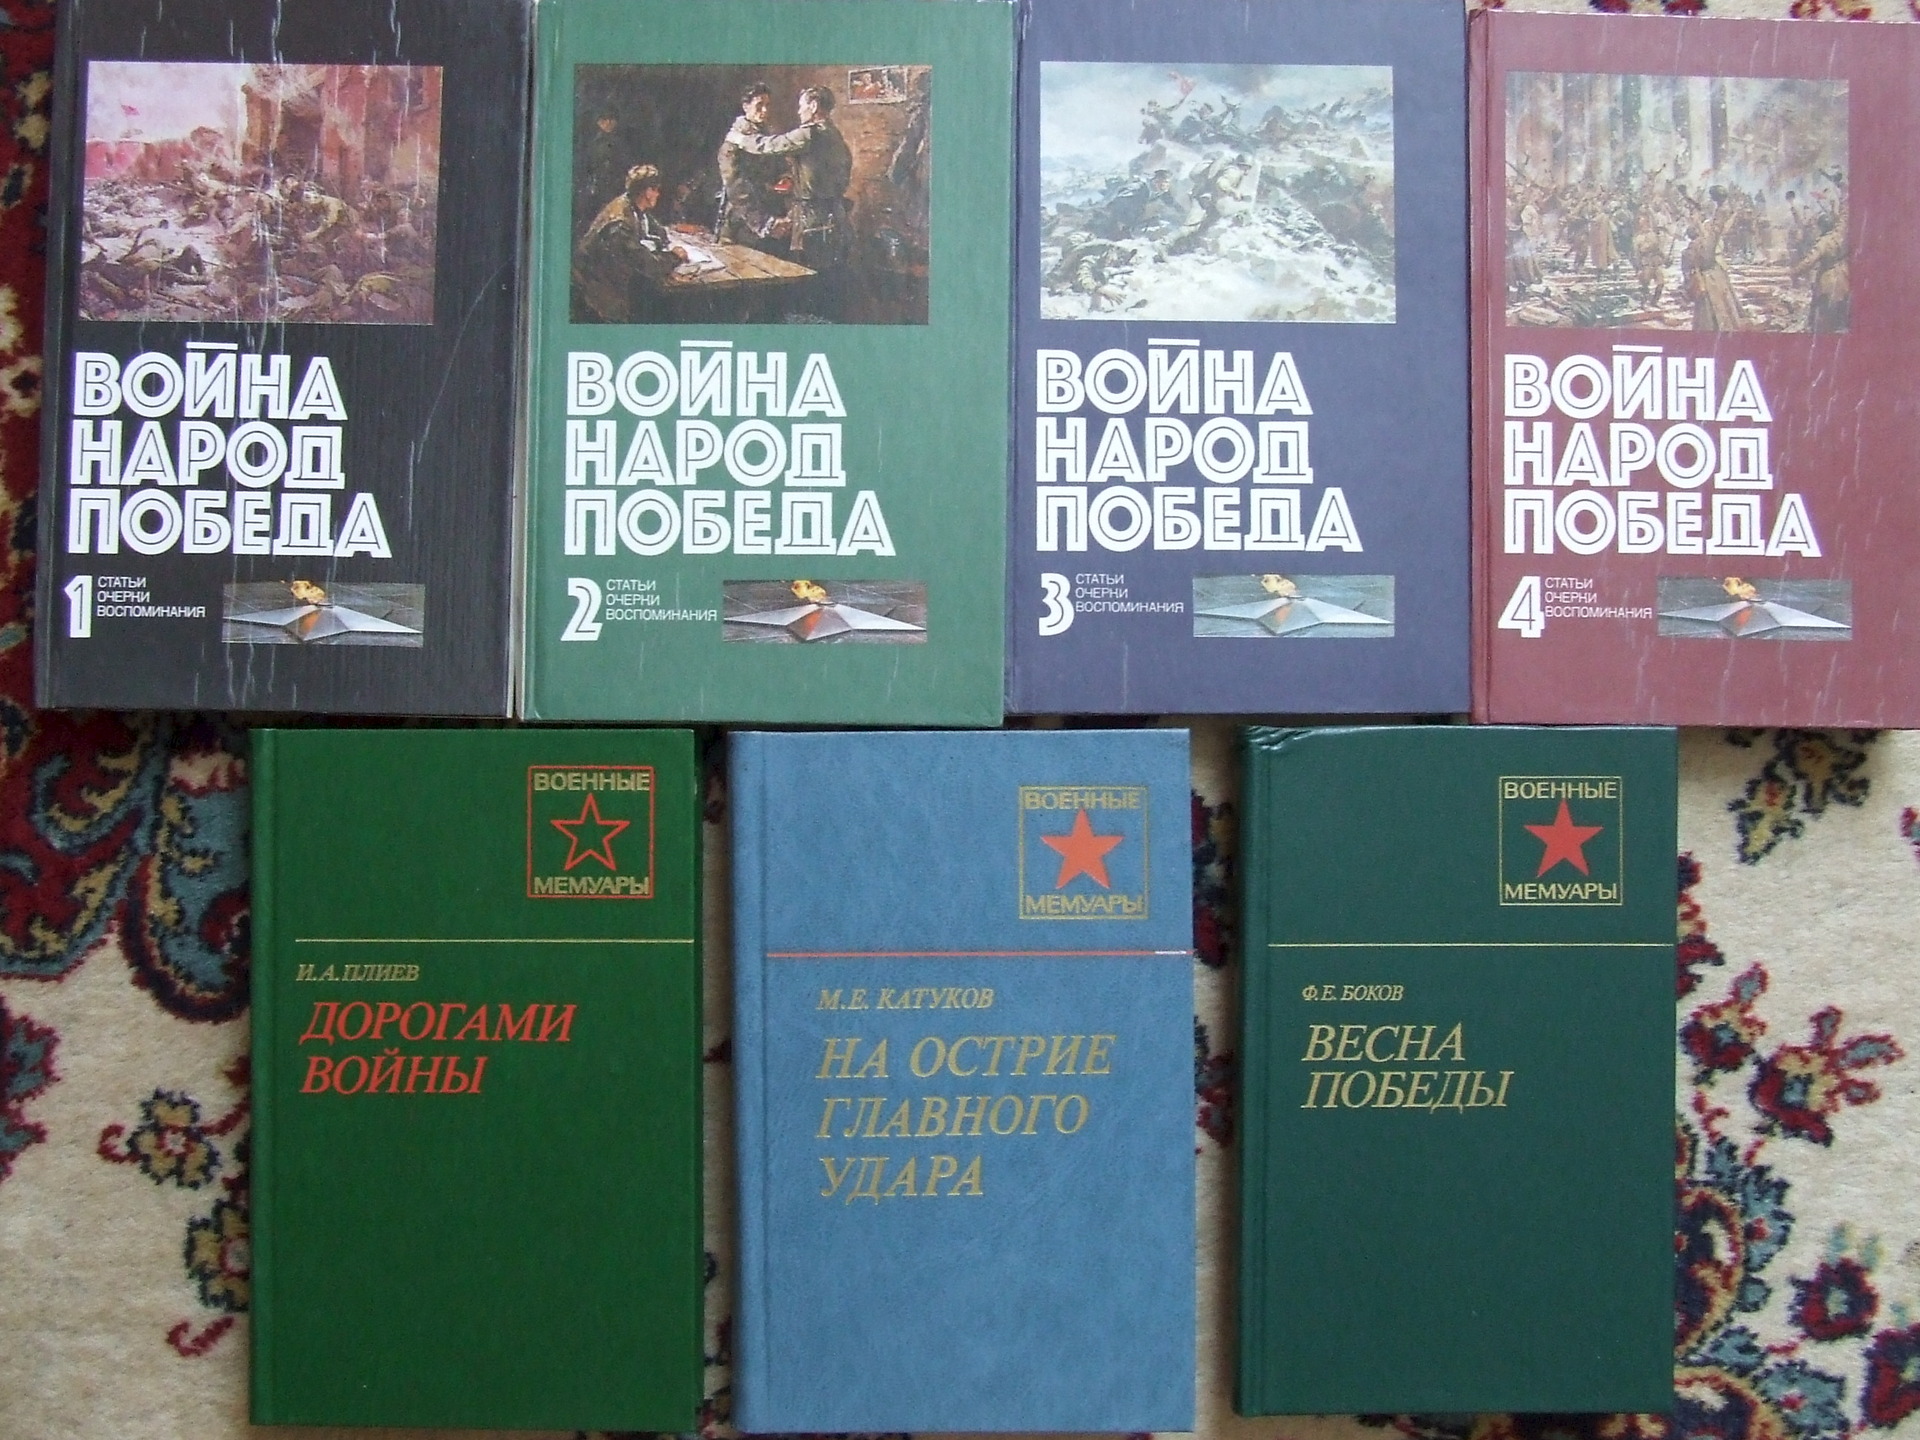 ВОЙНА
НАРОД
ПОБЕДА
1
СТАТЬИ
ОЧЕРКИ
ВОСПОМИНАНИЯ
ВОЙНА
НАРОД
ПОБЕДА
2
СТАТЬИ
ОЧЕРКИ
ВОСПОМИНАНИЯ
ВОЙНА
НАРОД
ПОБЕДА
3
СТАТЬИ
ОЧЕРКИ
ВОСПОМИНАНИЯ
ВОЙНА
НАРОД
ПОБЕДА
4
СТАТЬИ
ОЧЕРКИ
ВОСПОМИНАНИЯ
ВОЕННЫЕ
МЕМУАРЫ
И. А. ПЛИЕВ
ДОРОГАМИ
ВОЙНЫ
ВОЕННЫЕ
МЕМУАРЫ
М. Е. КАТУКОВ
НА ОСТРИЕ
ГЛАВНОГО
УДАРА
ВОЕННЫЕ
МЕМУАРЫ
Ф. Е. БОКОВ
ВЕСНА
ПОБЕДЫ